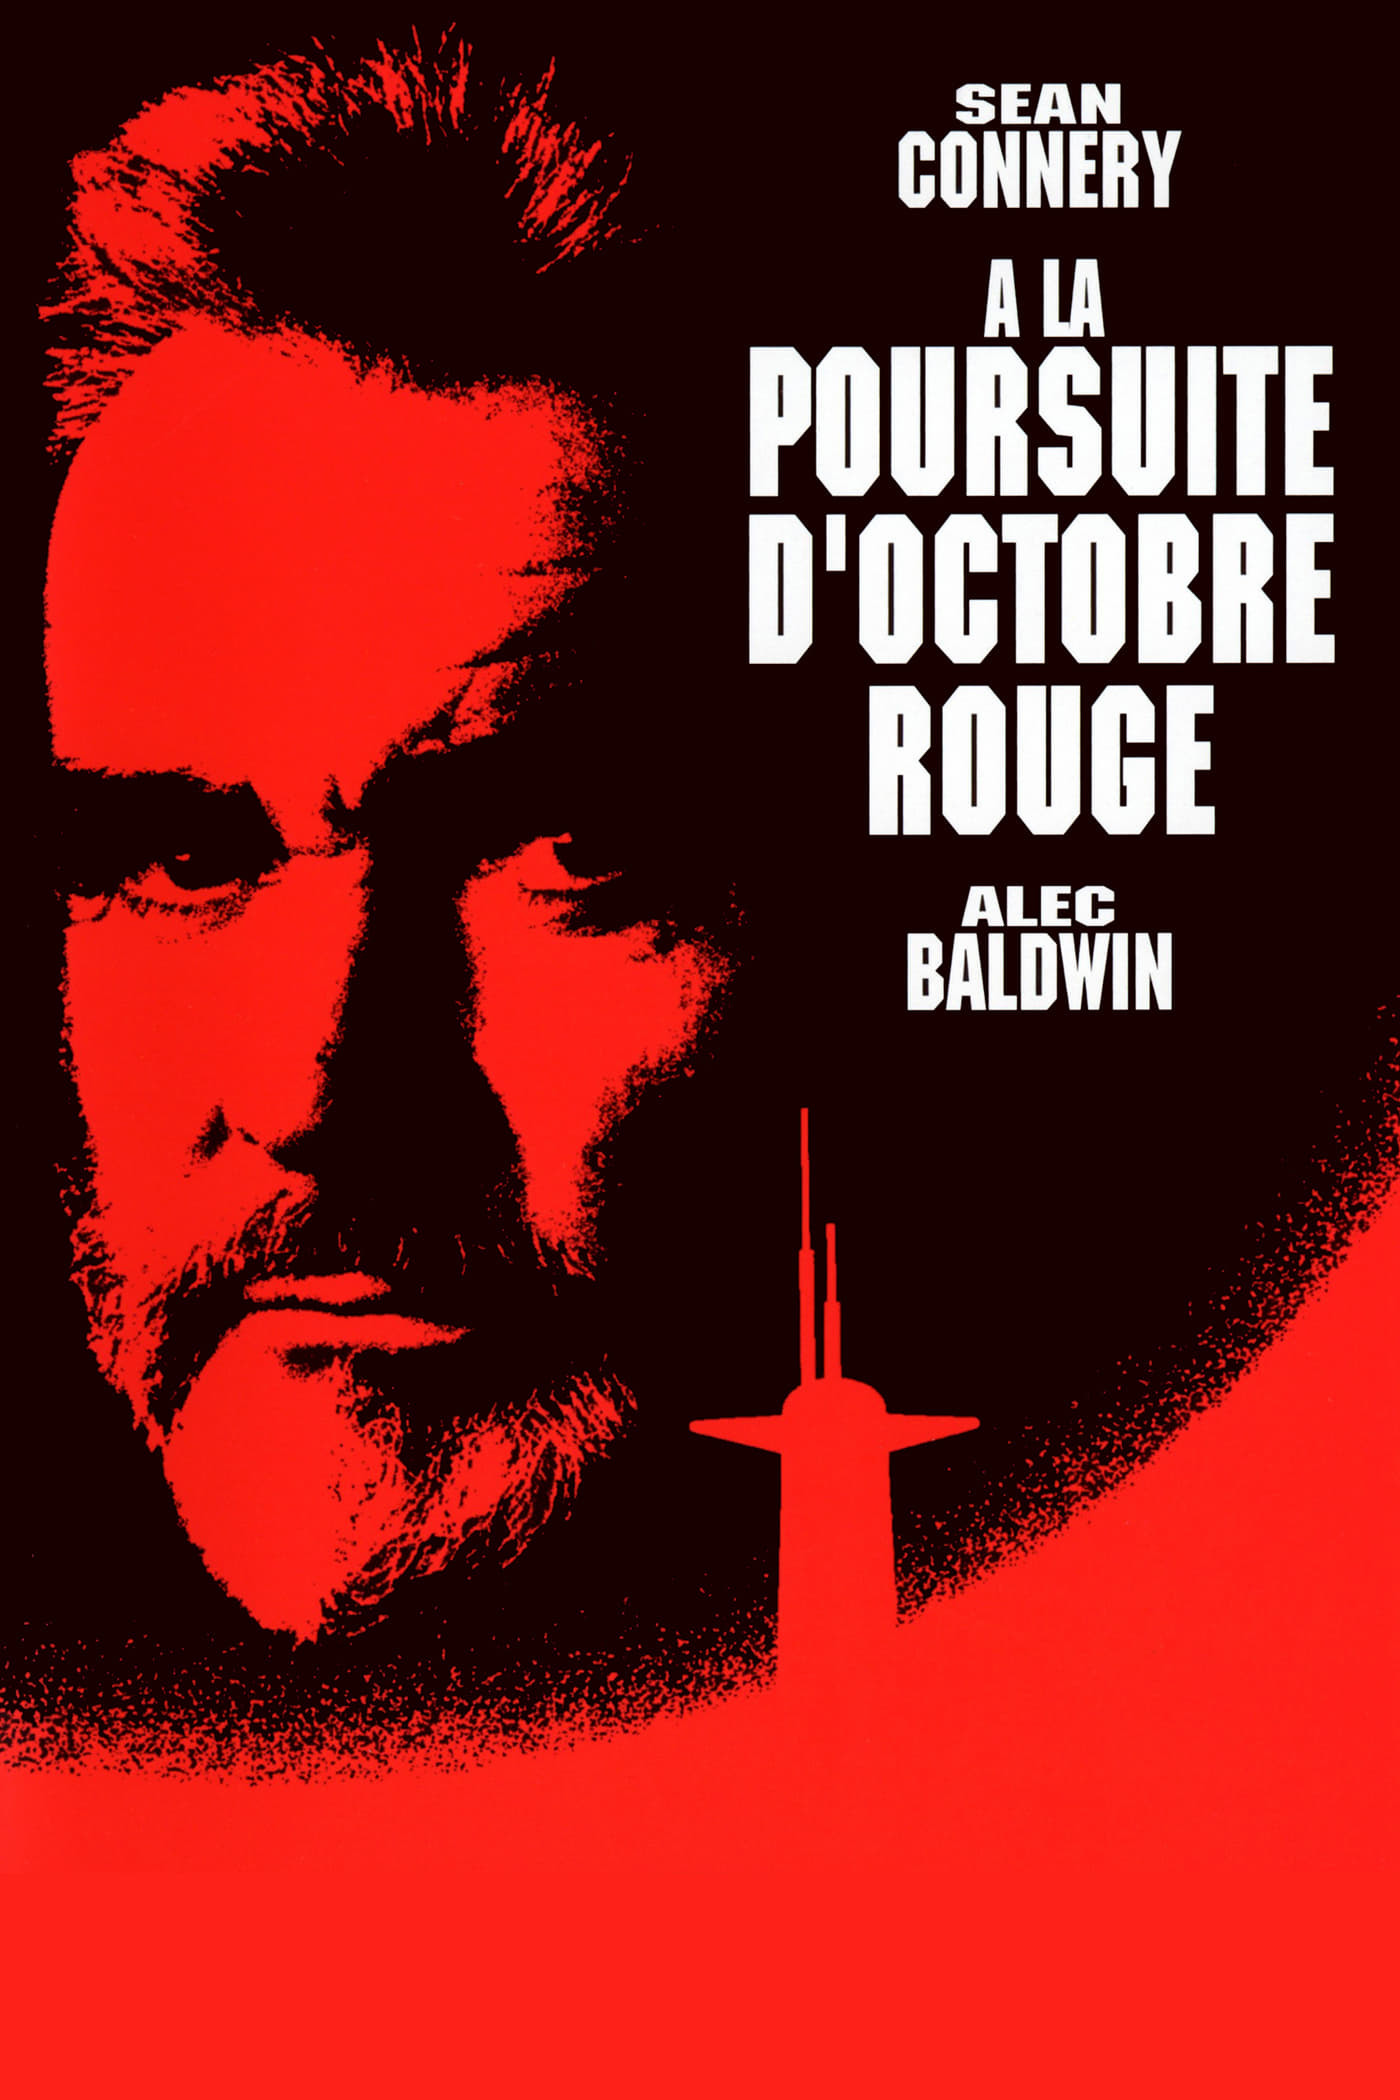 SEAN
CONNERY
A LA
POURSUITE
D'OCTOBRE
ROUGE
ALEC
BALDWIN